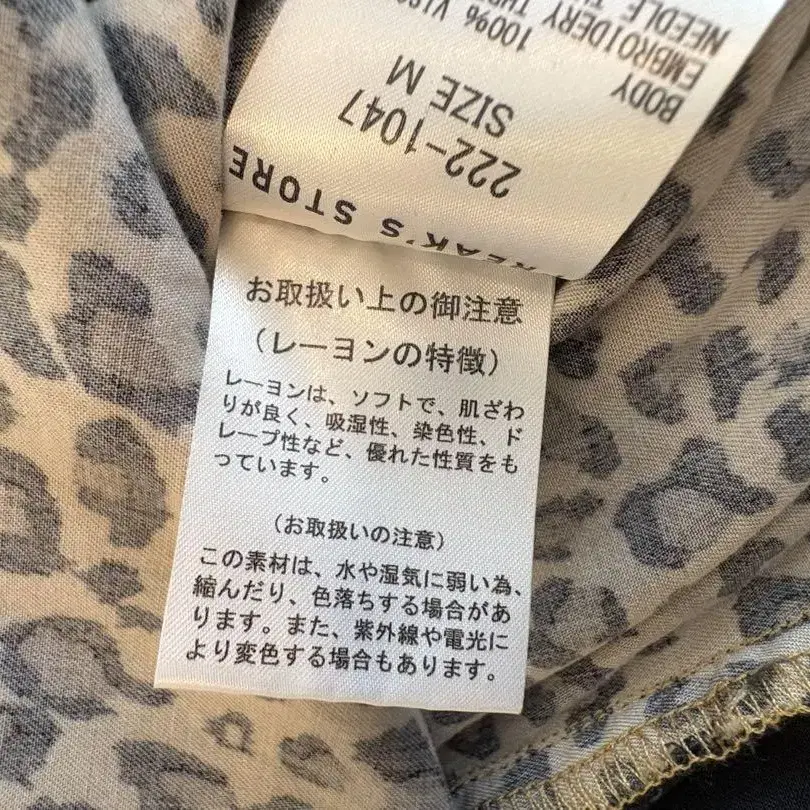 FREAK'S STORE
222-1047
SIZE M
BODY
100% VISC
EMBROIDERY THR
NEEDLE
お取扱い上の御注意
（レーヨンの特徴）
レーヨンは、ソフトで、肌ざわ
りが良く、吸湿性、染色性、ド
レープ性など、優れた性質をも
っています。
（お取扱いの注意）
この素材は、水や湿気に弱い為、
縮んだり、色落ちする場合があ
ります。また、紫外線や電光に
より変色する場合もあります。